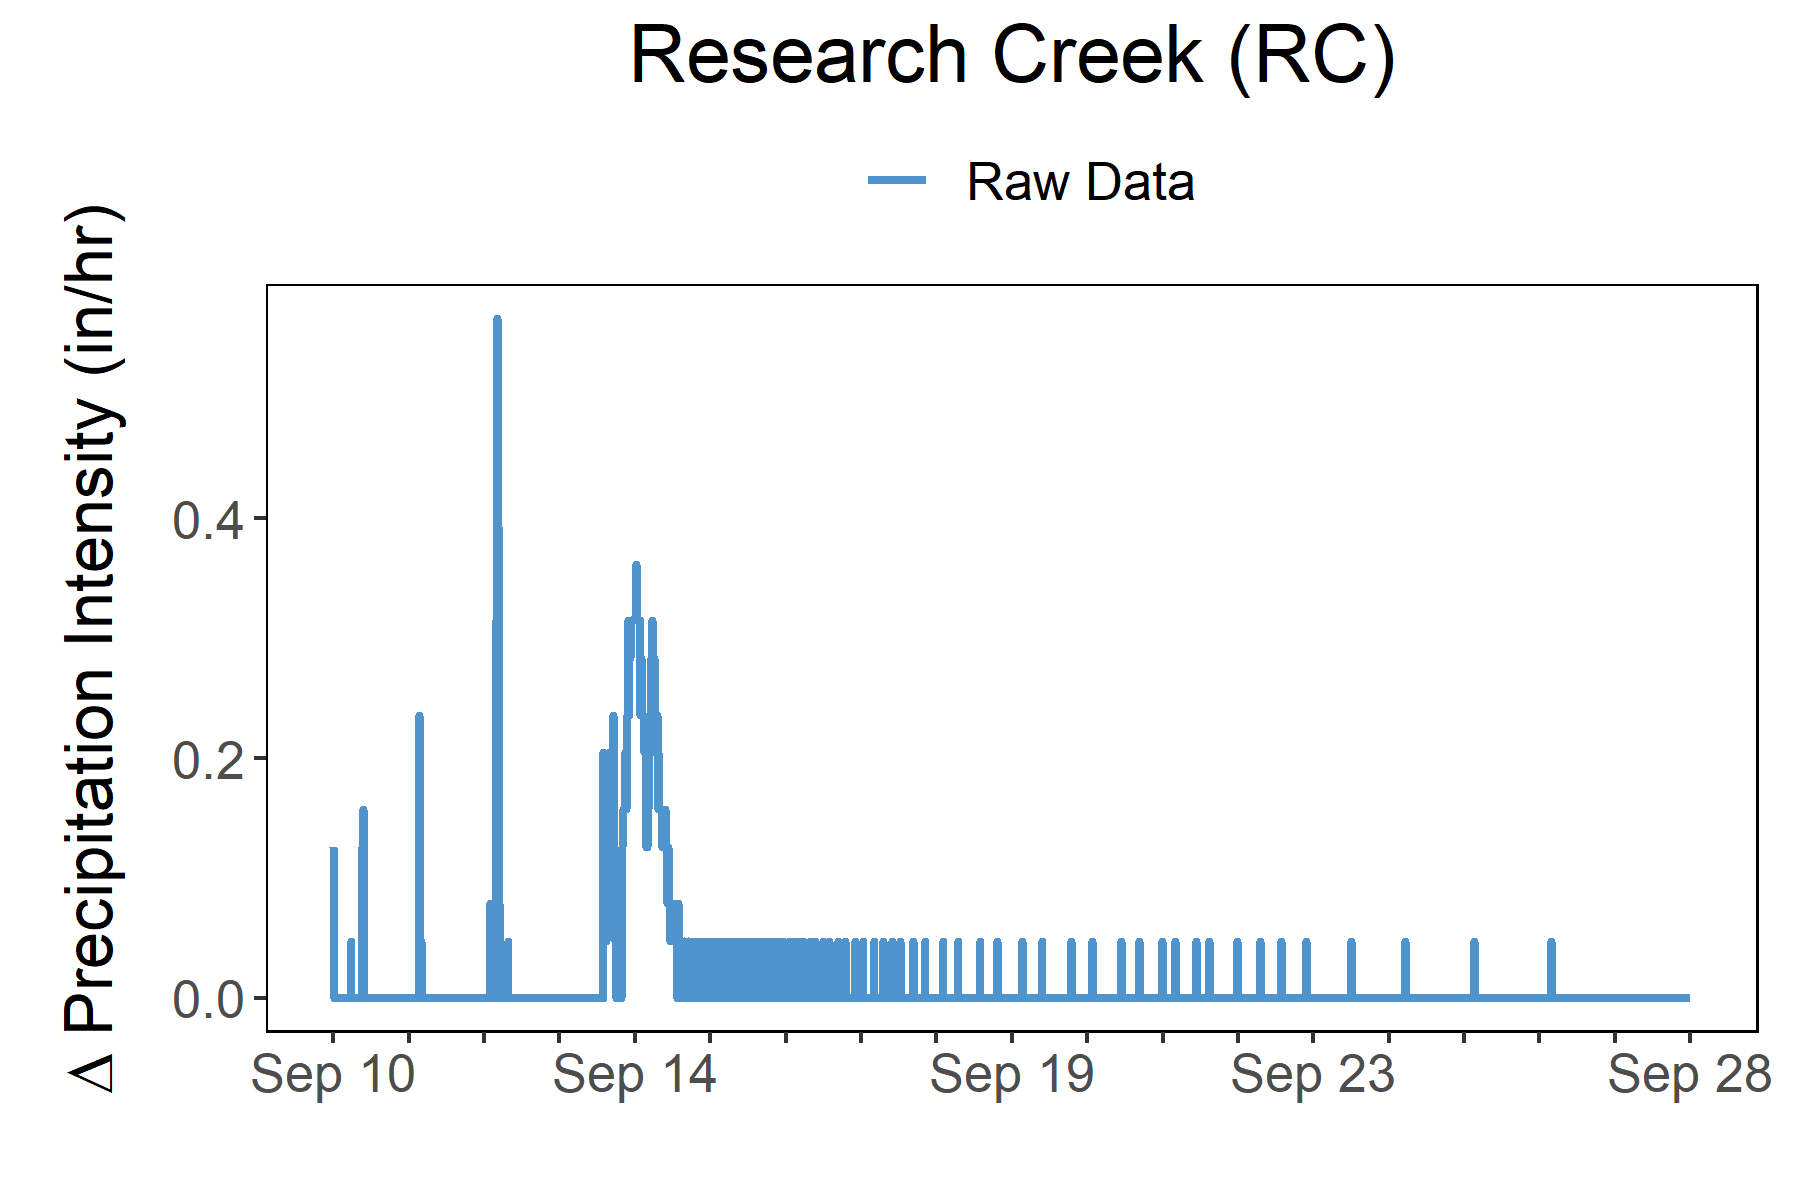 Research Creek (RC)
Raw Data
Δ Precipitation Intensity (in/hr)
0.4
0.2
0.0
Sep 10 Sep 14 Sep 19 Sep 23 Sep 28